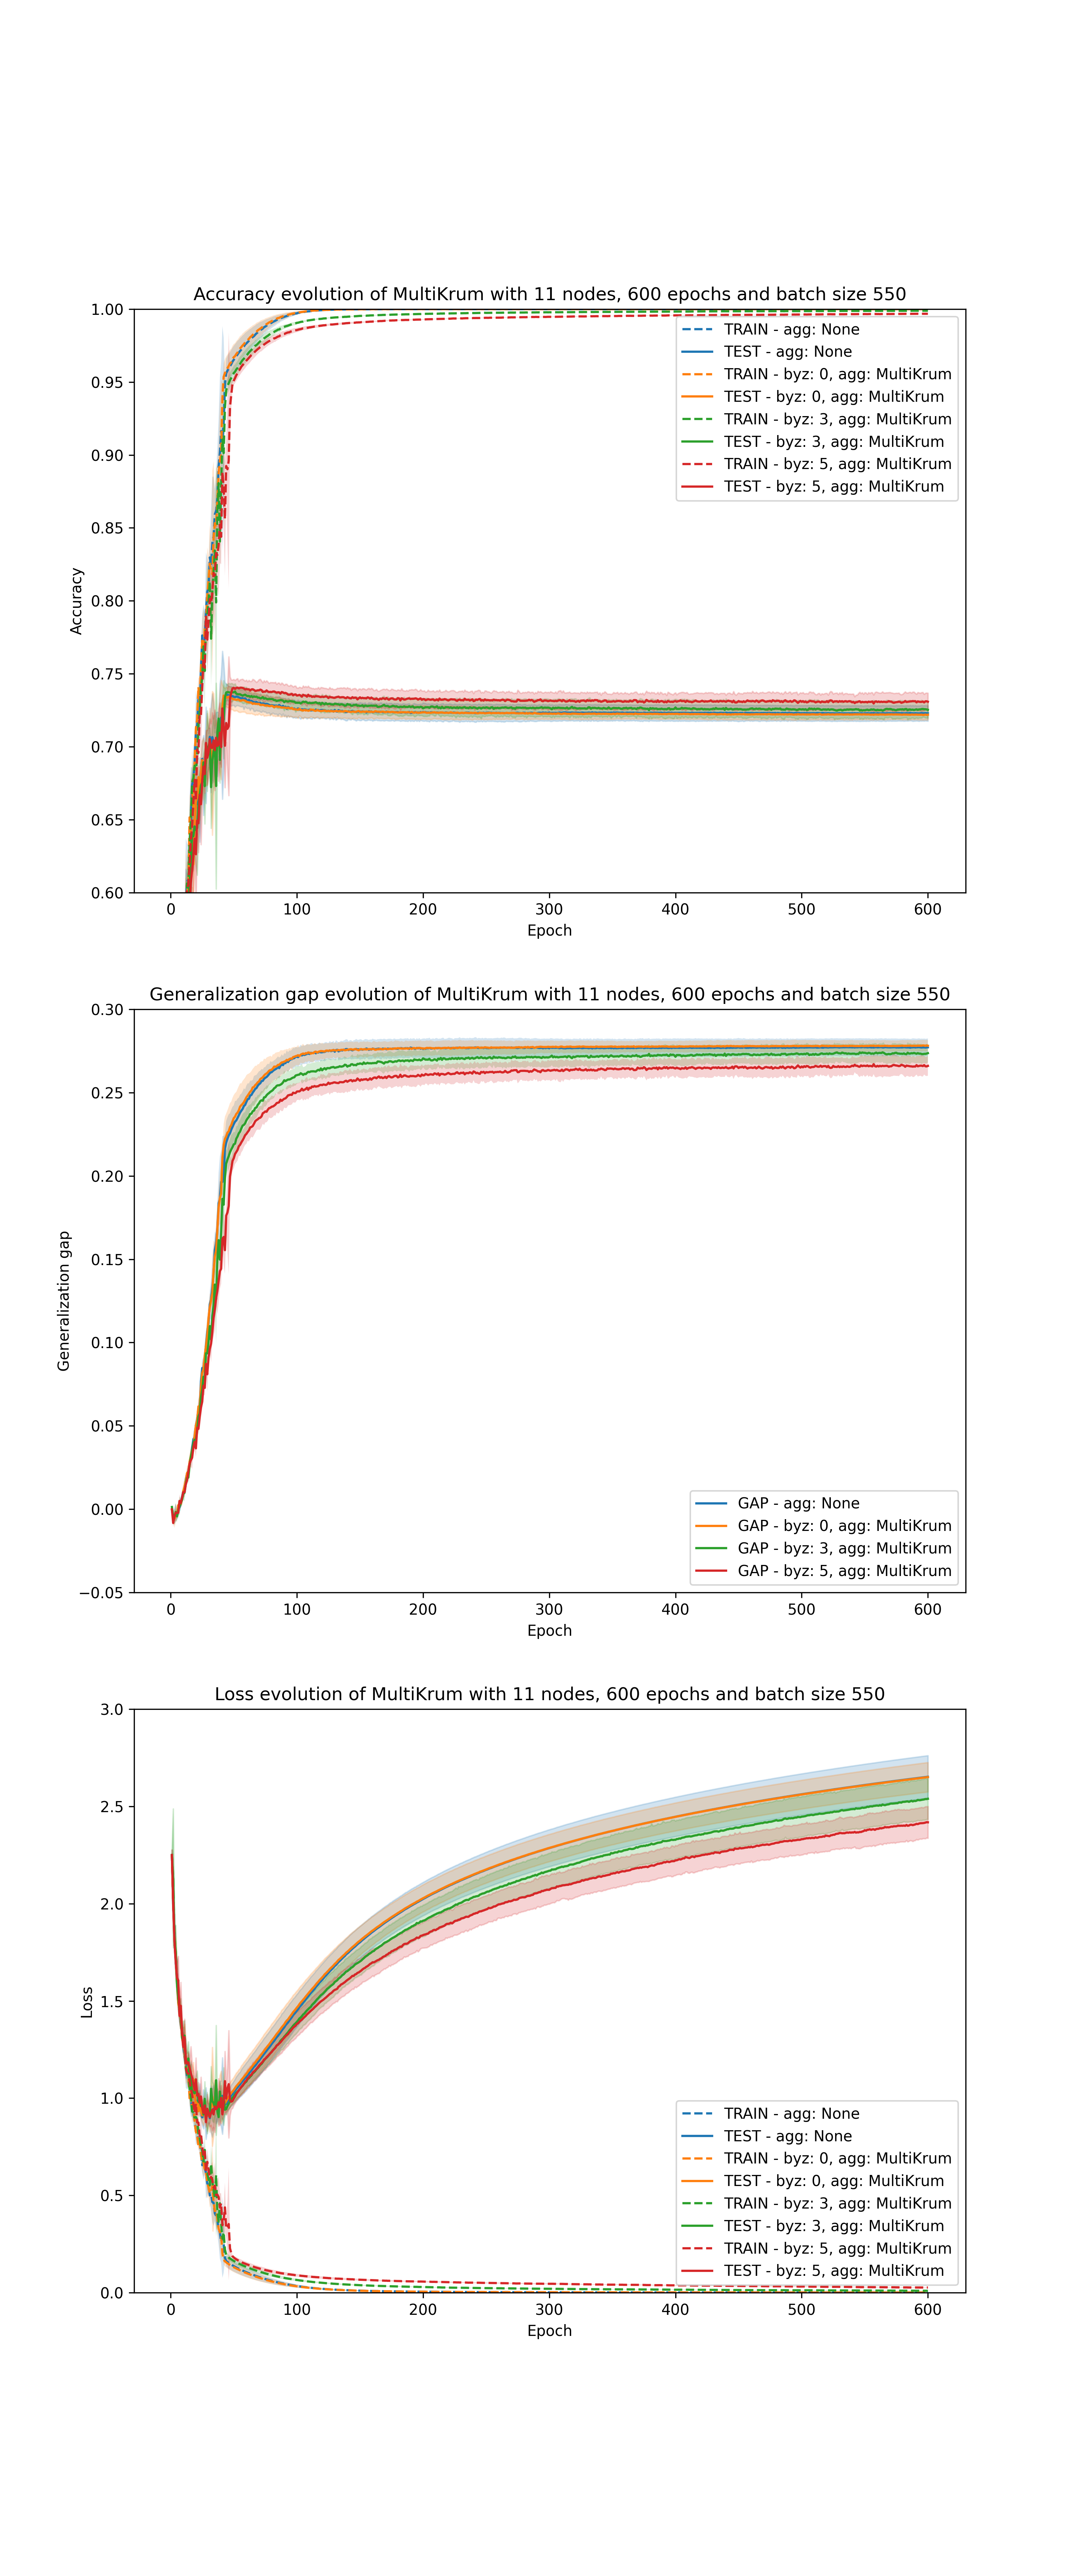 Accuracy evolution of MultiKrum with 11 nodes, 600 epochs and batch size 550
1.00
0.95
0.90
0.85
0.80
0.75
0.70
0.65
0.60
Accuracy
TRAIN - agg: None
TEST - agg: None
TRAIN - byz: 0, agg: MultiKrum
TEST - byz: 0, agg: MultiKrum
TRAIN - byz: 3, agg: MultiKrum
TEST - byz: 3, agg: MultiKrum
TRAIN - byz: 5, agg: MultiKrum
TEST - byz: 5, agg: MultiKrum
0 100 200 300 400 500 600
Epoch
Generalization gap evolution of MultiKrum with 11 nodes, 600 epochs and batch size 550
0.30
0.25
0.20
0.15
0.10
0.05
0.00
−0.05
Generalization gap
GAP - agg: None
GAP - byz: 0, agg: MultiKrum
GAP - byz: 3, agg: MultiKrum
GAP - byz: 5, agg: MultiKrum
0 100 200 300 400 500 600
Epoch
Loss evolution of MultiKrum with 11 nodes, 600 epochs and batch size 550
3.0
2.5
2.0
1.5
1.0
0.5
0.0
Loss
TRAIN - agg: None
TEST - agg: None
TRAIN - byz: 0, agg: MultiKrum
TEST - byz: 0, agg: MultiKrum
TRAIN - byz: 3, agg: MultiKrum
TEST - byz: 3, agg: MultiKrum
TRAIN - byz: 5, agg: MultiKrum
TEST - byz: 5, agg: MultiKrum
0 100 200 300 400 500 600
Epoch